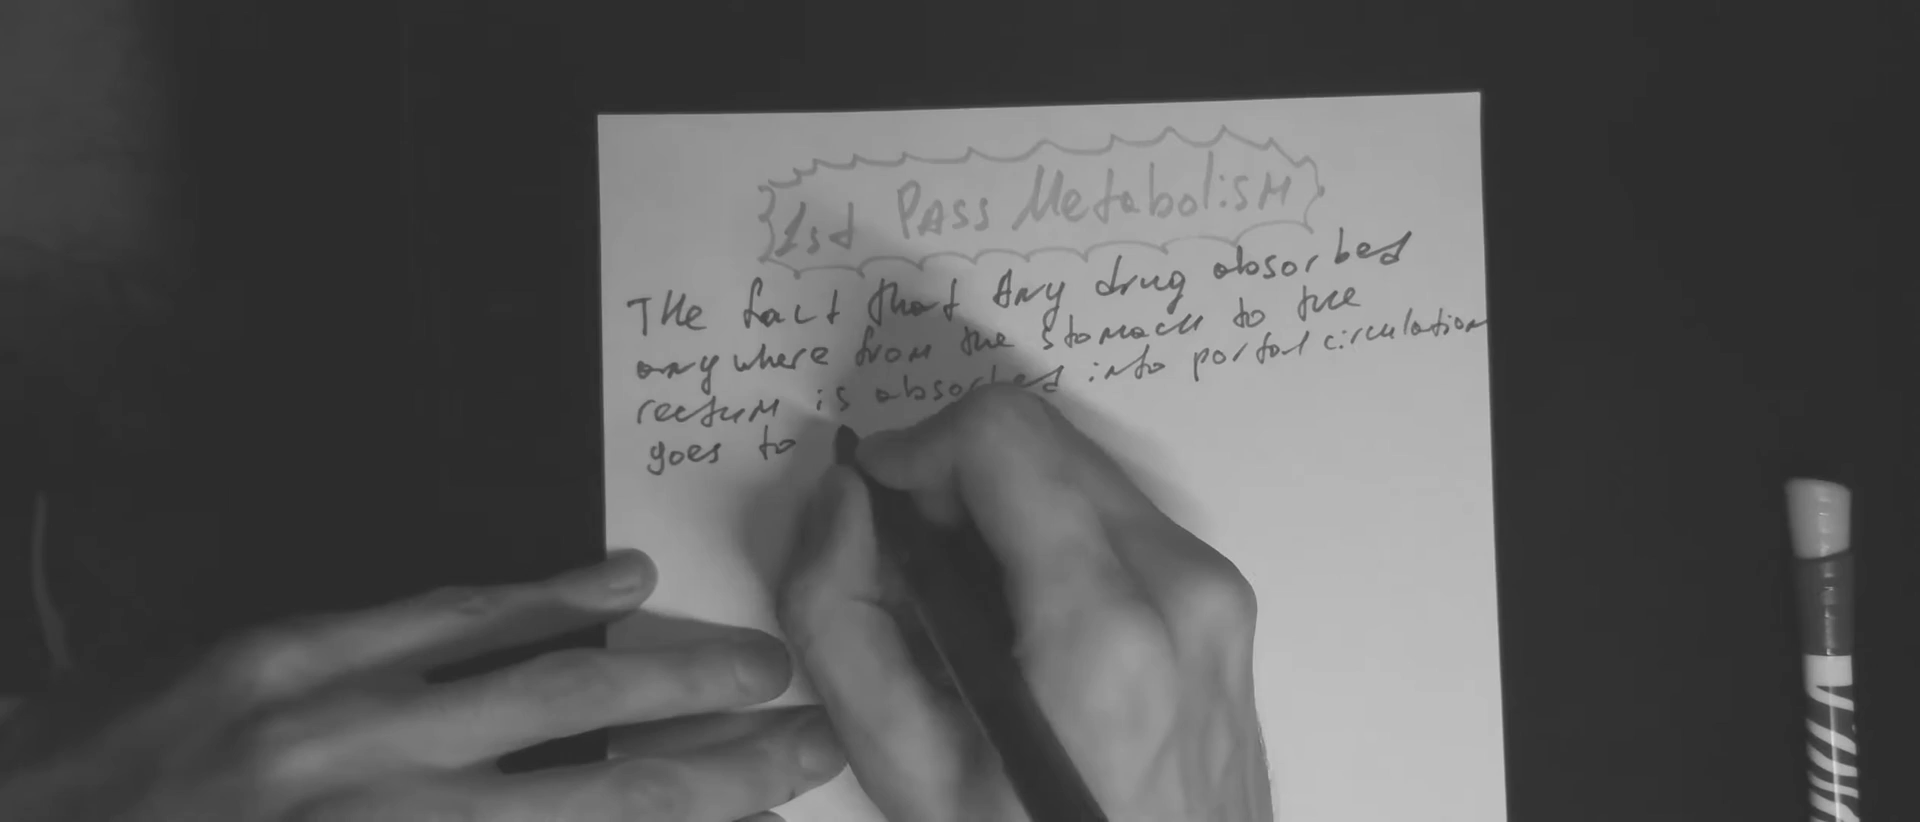 1st PASS MetaboliSM
THe fact that Any drug absorbed
anywhere from the Stomach to the
rectum is absorbed into portal circulation
goes to